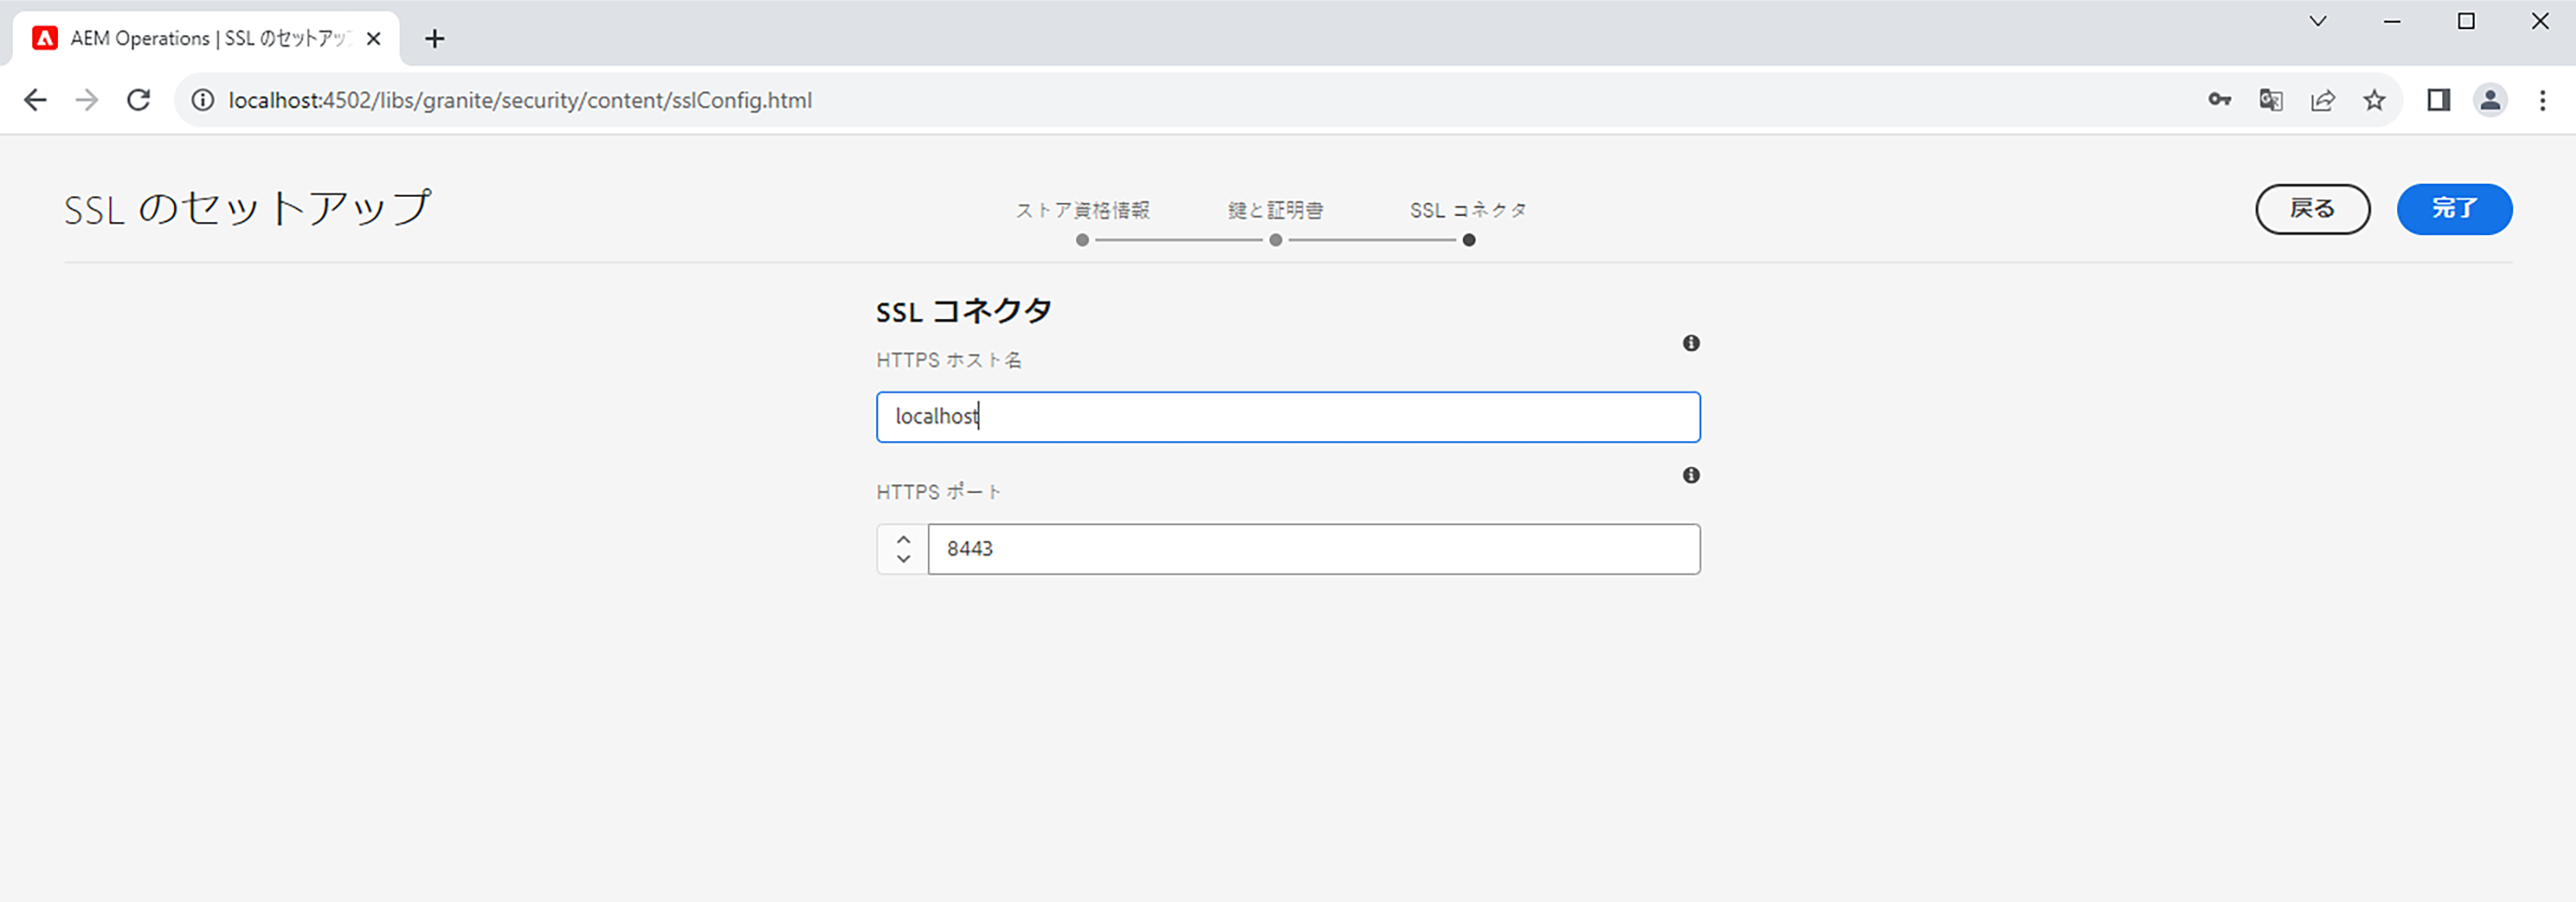 AEM Operations | SSL のセットアップ
localhost:4502/libs/granite/security/content/sslConfig.html
SSL のセットアップ
ストア資格情報
鍵と証明書
SSL コネクタ
戻る
完了
SSL コネクタ
HTTPS ホスト名
localhost
HTTPS ポート
8443